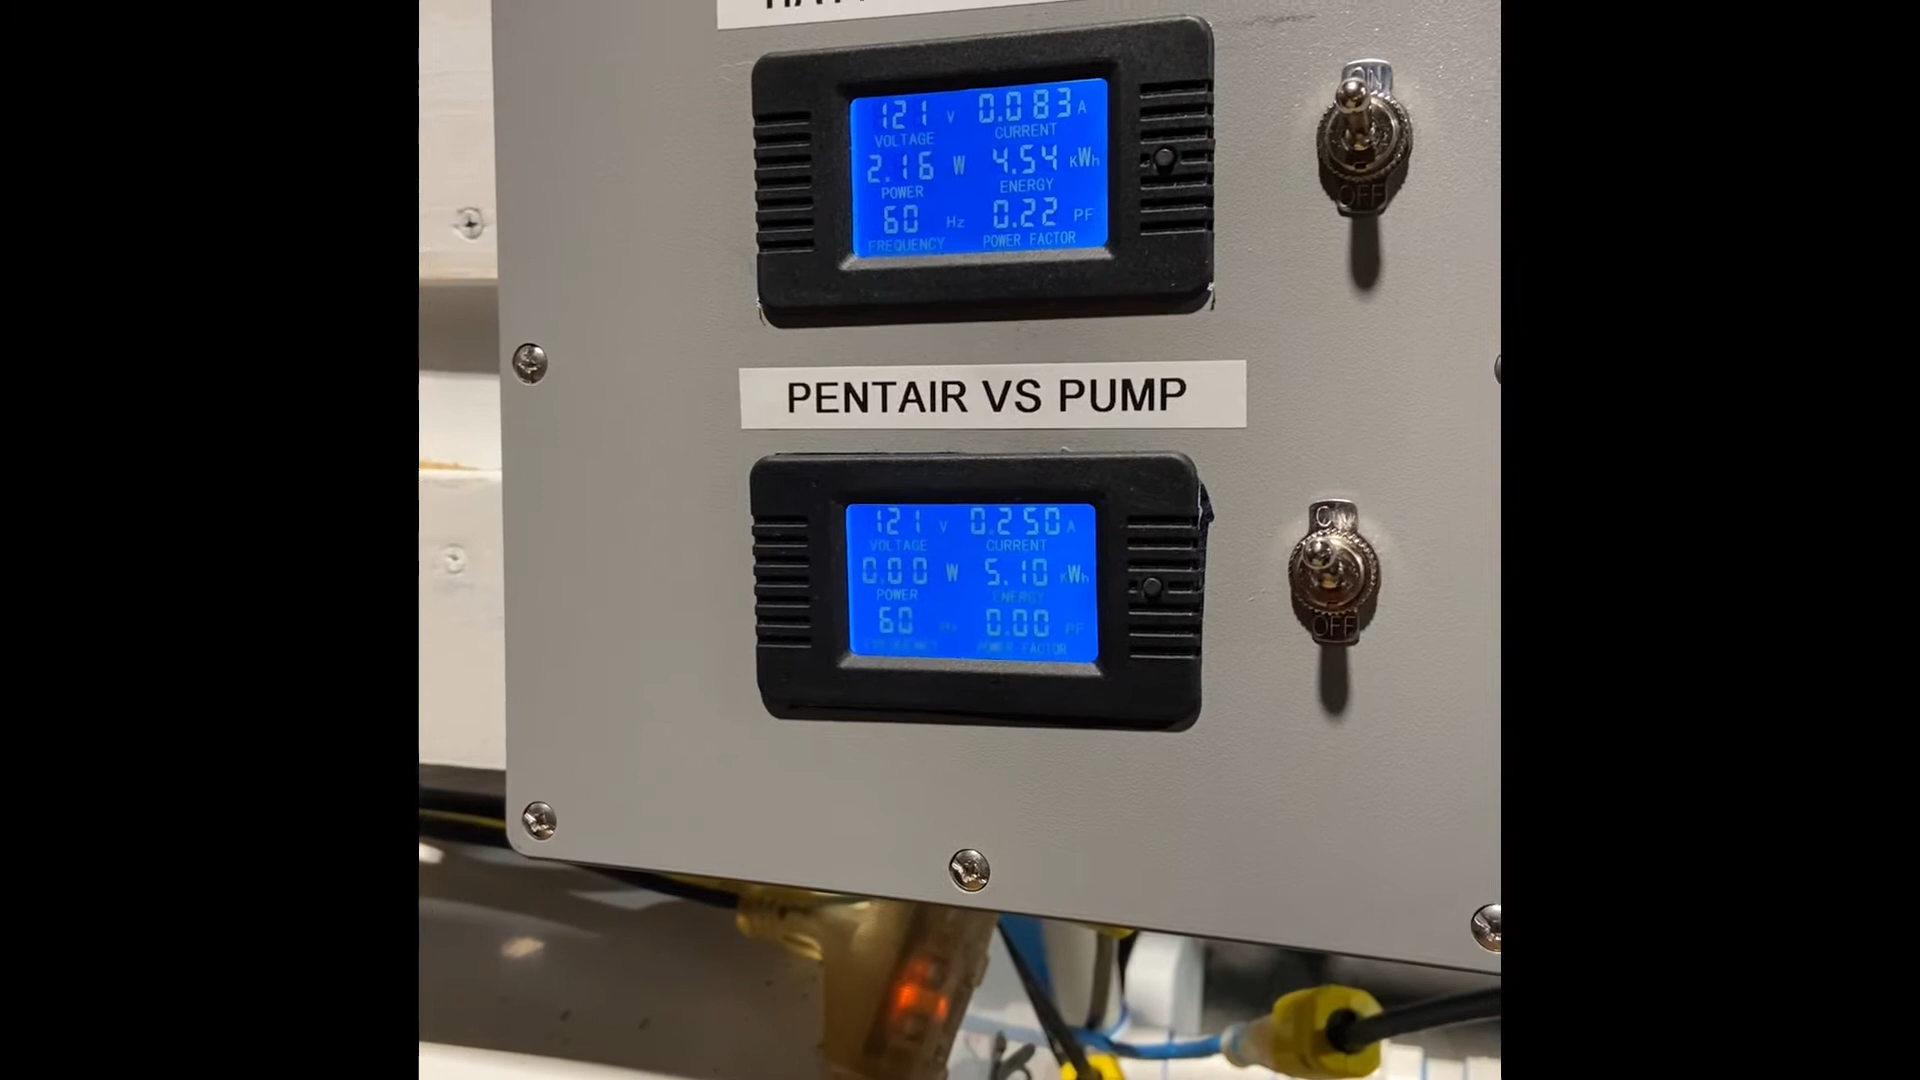 121 V 0.083 A
VOLTAGE CURRENT
2.16 W 4.54 KWh
POWER ENERGY
60 Hz 0.22 PF
FREQUENCY POWER FACTOR
ON
OFF
PENTAIR VS PUMP
121 V 0.250 A
VOLTAGE CURRENT
0.00 W 5.10 KWh
POWER ENERGY
60 Hz 0.00 PF
FREQUENCY POWER FACTOR
ON
OFF